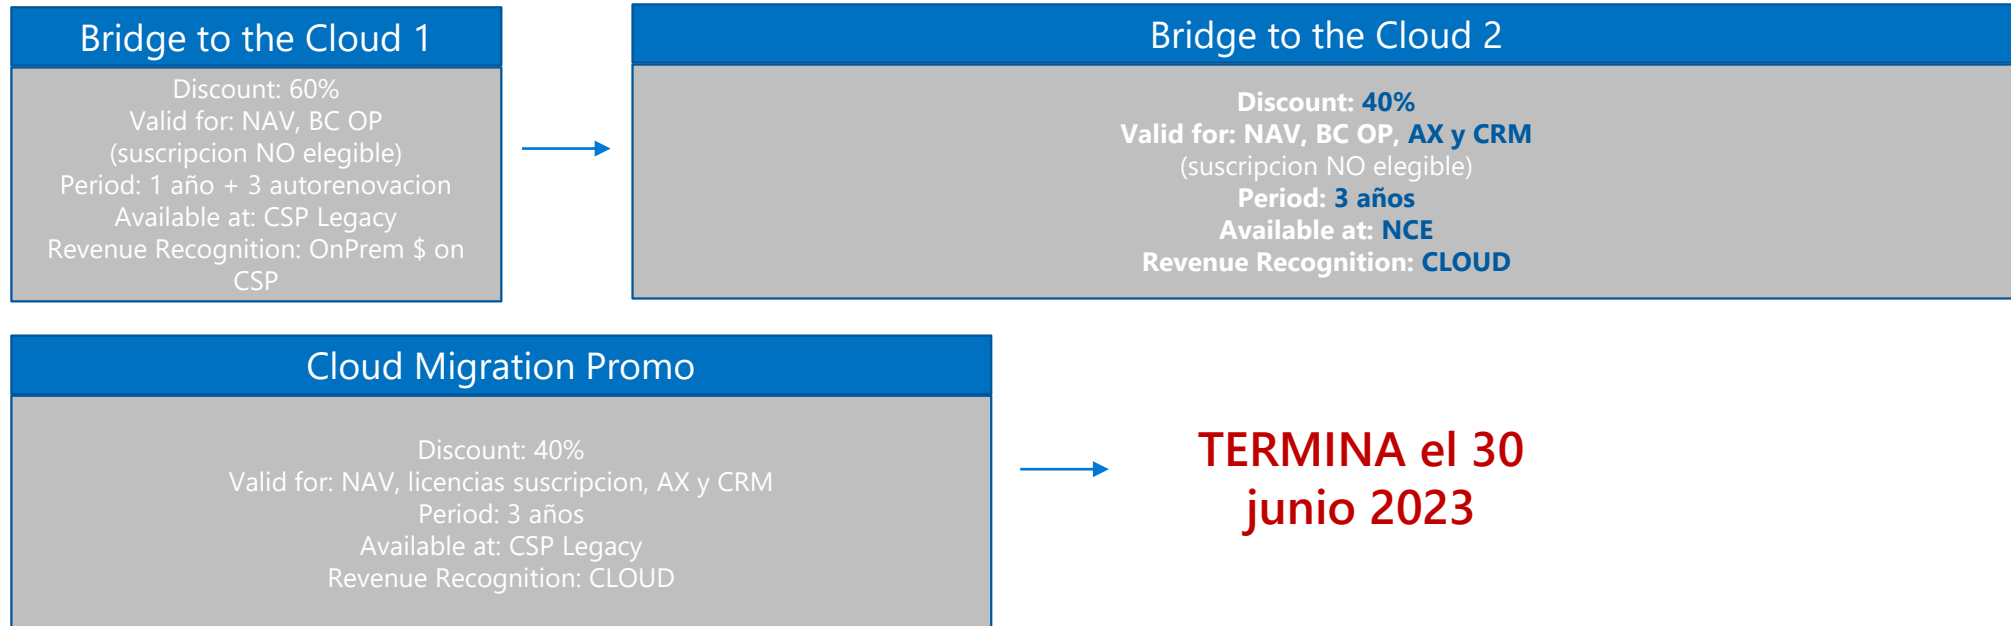 Bridge to the Cloud 1
Discount: 60%
Valid for: NAV, BC OP
(suscripcion NO elegible)
Period: 1 año + 3 autorenovacion
Available at: CSP Legacy
Revenue Recognition: OnPrem $ on
CSP
Bridge to the Cloud 2
Discount: 40%
Valid for: NAV, BC OP, AX y CRM
(suscripcion NO elegible)
Period: 3 años
Available at: NCE
Revenue Recognition: CLOUD
Cloud Migration Promo
Discount: 40%
Valid for: NAV, licencias suscripcion, AX y CRM
Period: 3 años
Available at: CSP Legacy
Revenue Recognition: CLOUD
TERMINA el 30
junio 2023